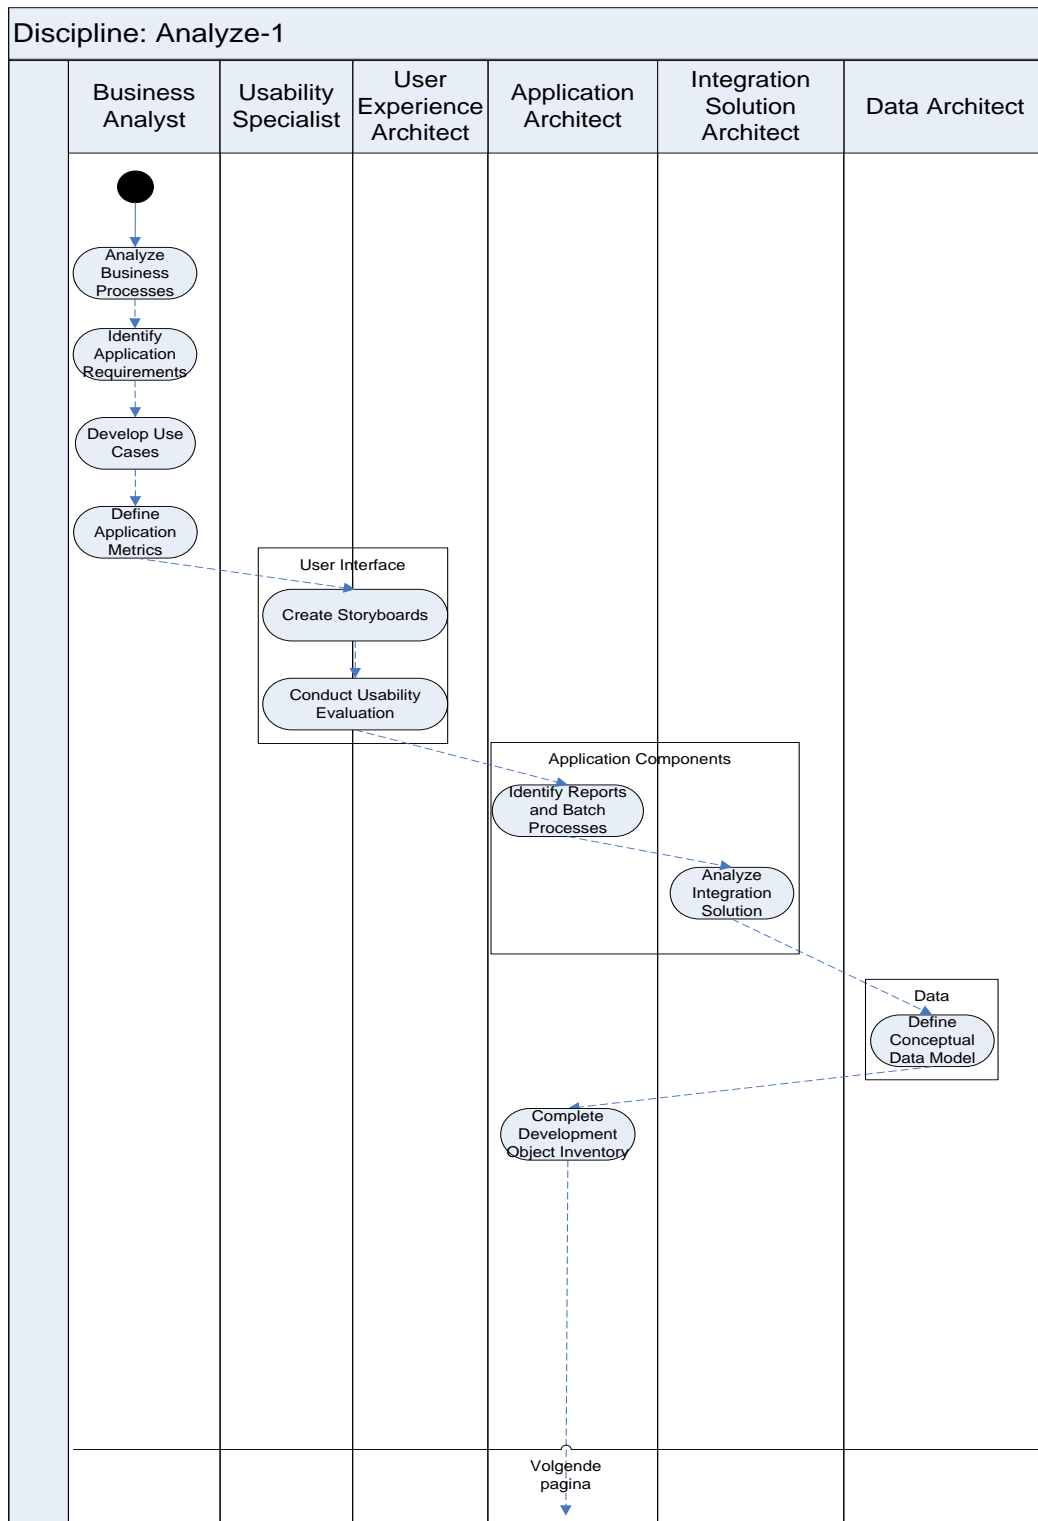 Discipline: Analyze-1
Business
Analyst
Usability
Specialist
User
Experience
Architect
Application
Architect
Integration
Solution
Architect
Data Architect
Analyze
Business
Processes
Identify
Application
Requirements
Develop Use
Cases
Define
Application
Metrics
User Interface
Create Storyboards
Conduct Usability
Evaluation
Application Components
Identify Reports
and Batch
Processes
Analyze
Integration
Solution
Data
Define
Conceptual
Data Model
Complete
Development
Object Inventory
Volgende
pagina